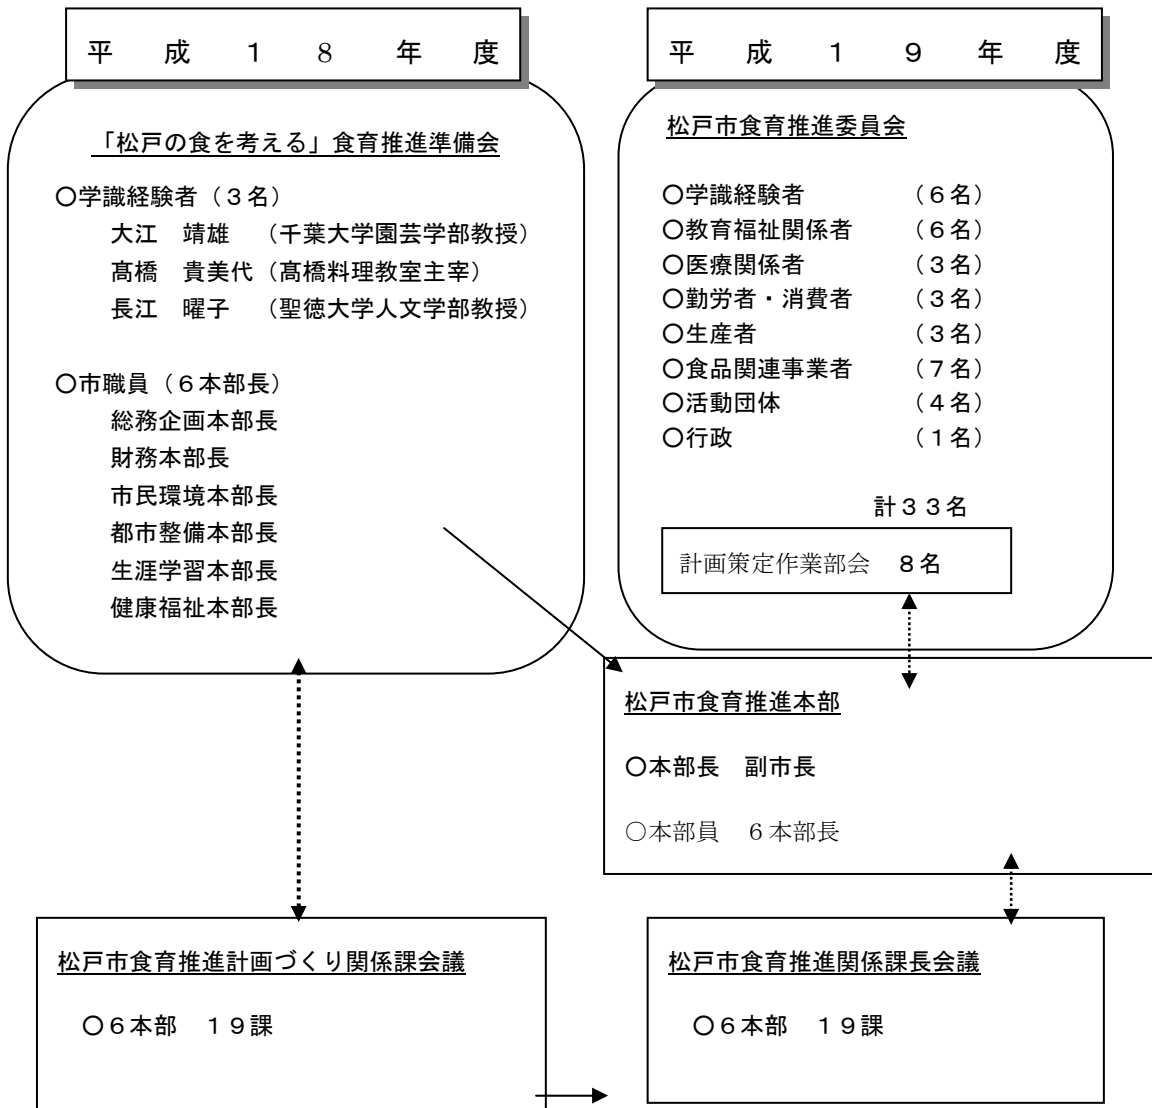 平成１８年度
「松戸の食を考える」食育推進準備会
○学識経験者（３名）
大江　靖雄　（千葉大学園芸学部教授）
髙橋　貴美代（髙橋料理教室主宰）
長江　曜子　（聖徳大学人文学部教授）
○市職員（６本部長）
総務企画本部長
財務本部長
市民環境本部長
都市整備本部長
生涯学習本部長
健康福祉本部長
松戸市食育推進計画づくり関係課会議
○６本部　１９課
平成１９年度
松戸市食育推進委員会
○学識経験者　（６名）
○教育福祉関係者　（６名）
○医療関係者　（３名）
○勤労者・消費者　（３名）
○生産者　（３名）
○食品関連事業者　（７名）
○活動団体　（４名）
○行政　（１名）
計３３名
計画策定作業部会　８名
松戸市食育推進本部
○本部長　副市長
○本部員　６本部長
松戸市食育推進関係課長会議
○６本部　１９課